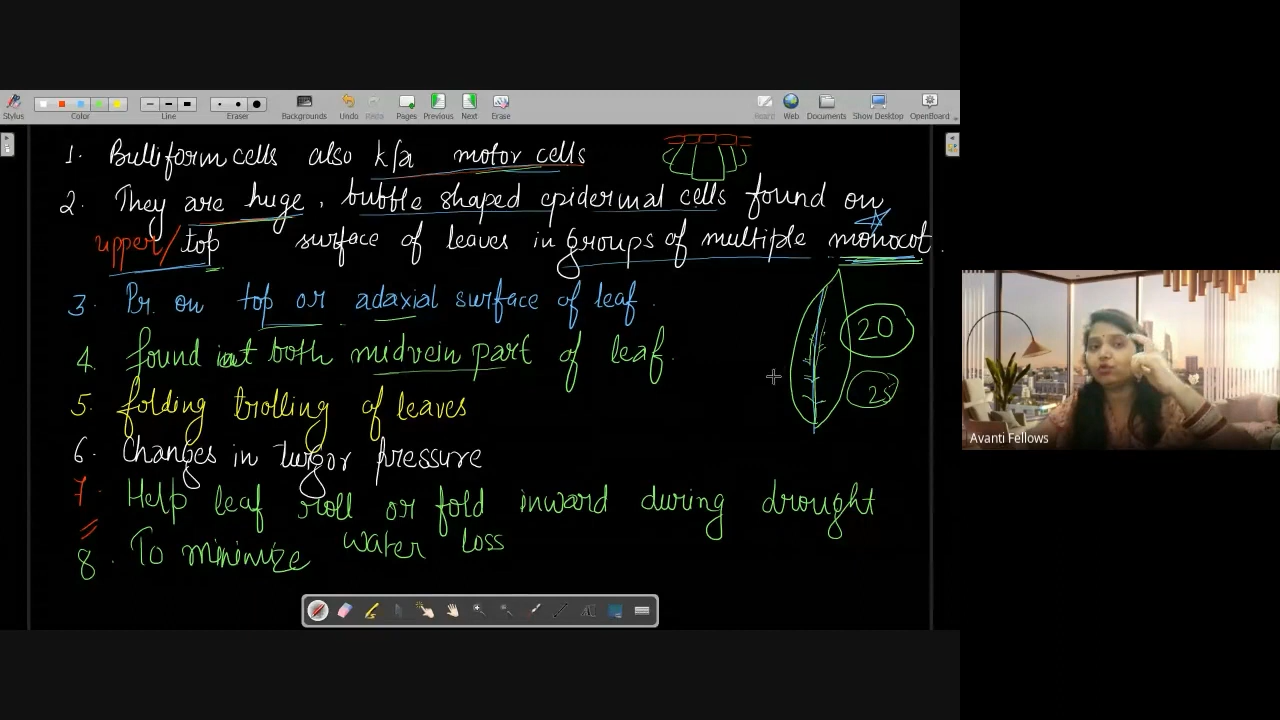 Stylus Color Line Eraser Backgrounds Undo Redo Pages Previous Next Erase Board Web Documents Show Desktop OpenBoard
1. Bulliform cells also k/a motor cells
2. They are huge, bubble shaped epidermal cells found on
upper/ top surface of leaves in groups of multiple monocot.
3. Pr. on top or adaxial surface of leaf.
4. found at both midvein part of leaf.
20
5. folding trolling of leaves
25
6. Changes in turgor pressure
7. Help leaf roll or fold inward during drought
8. To minimize water loss
Avanti Fellows